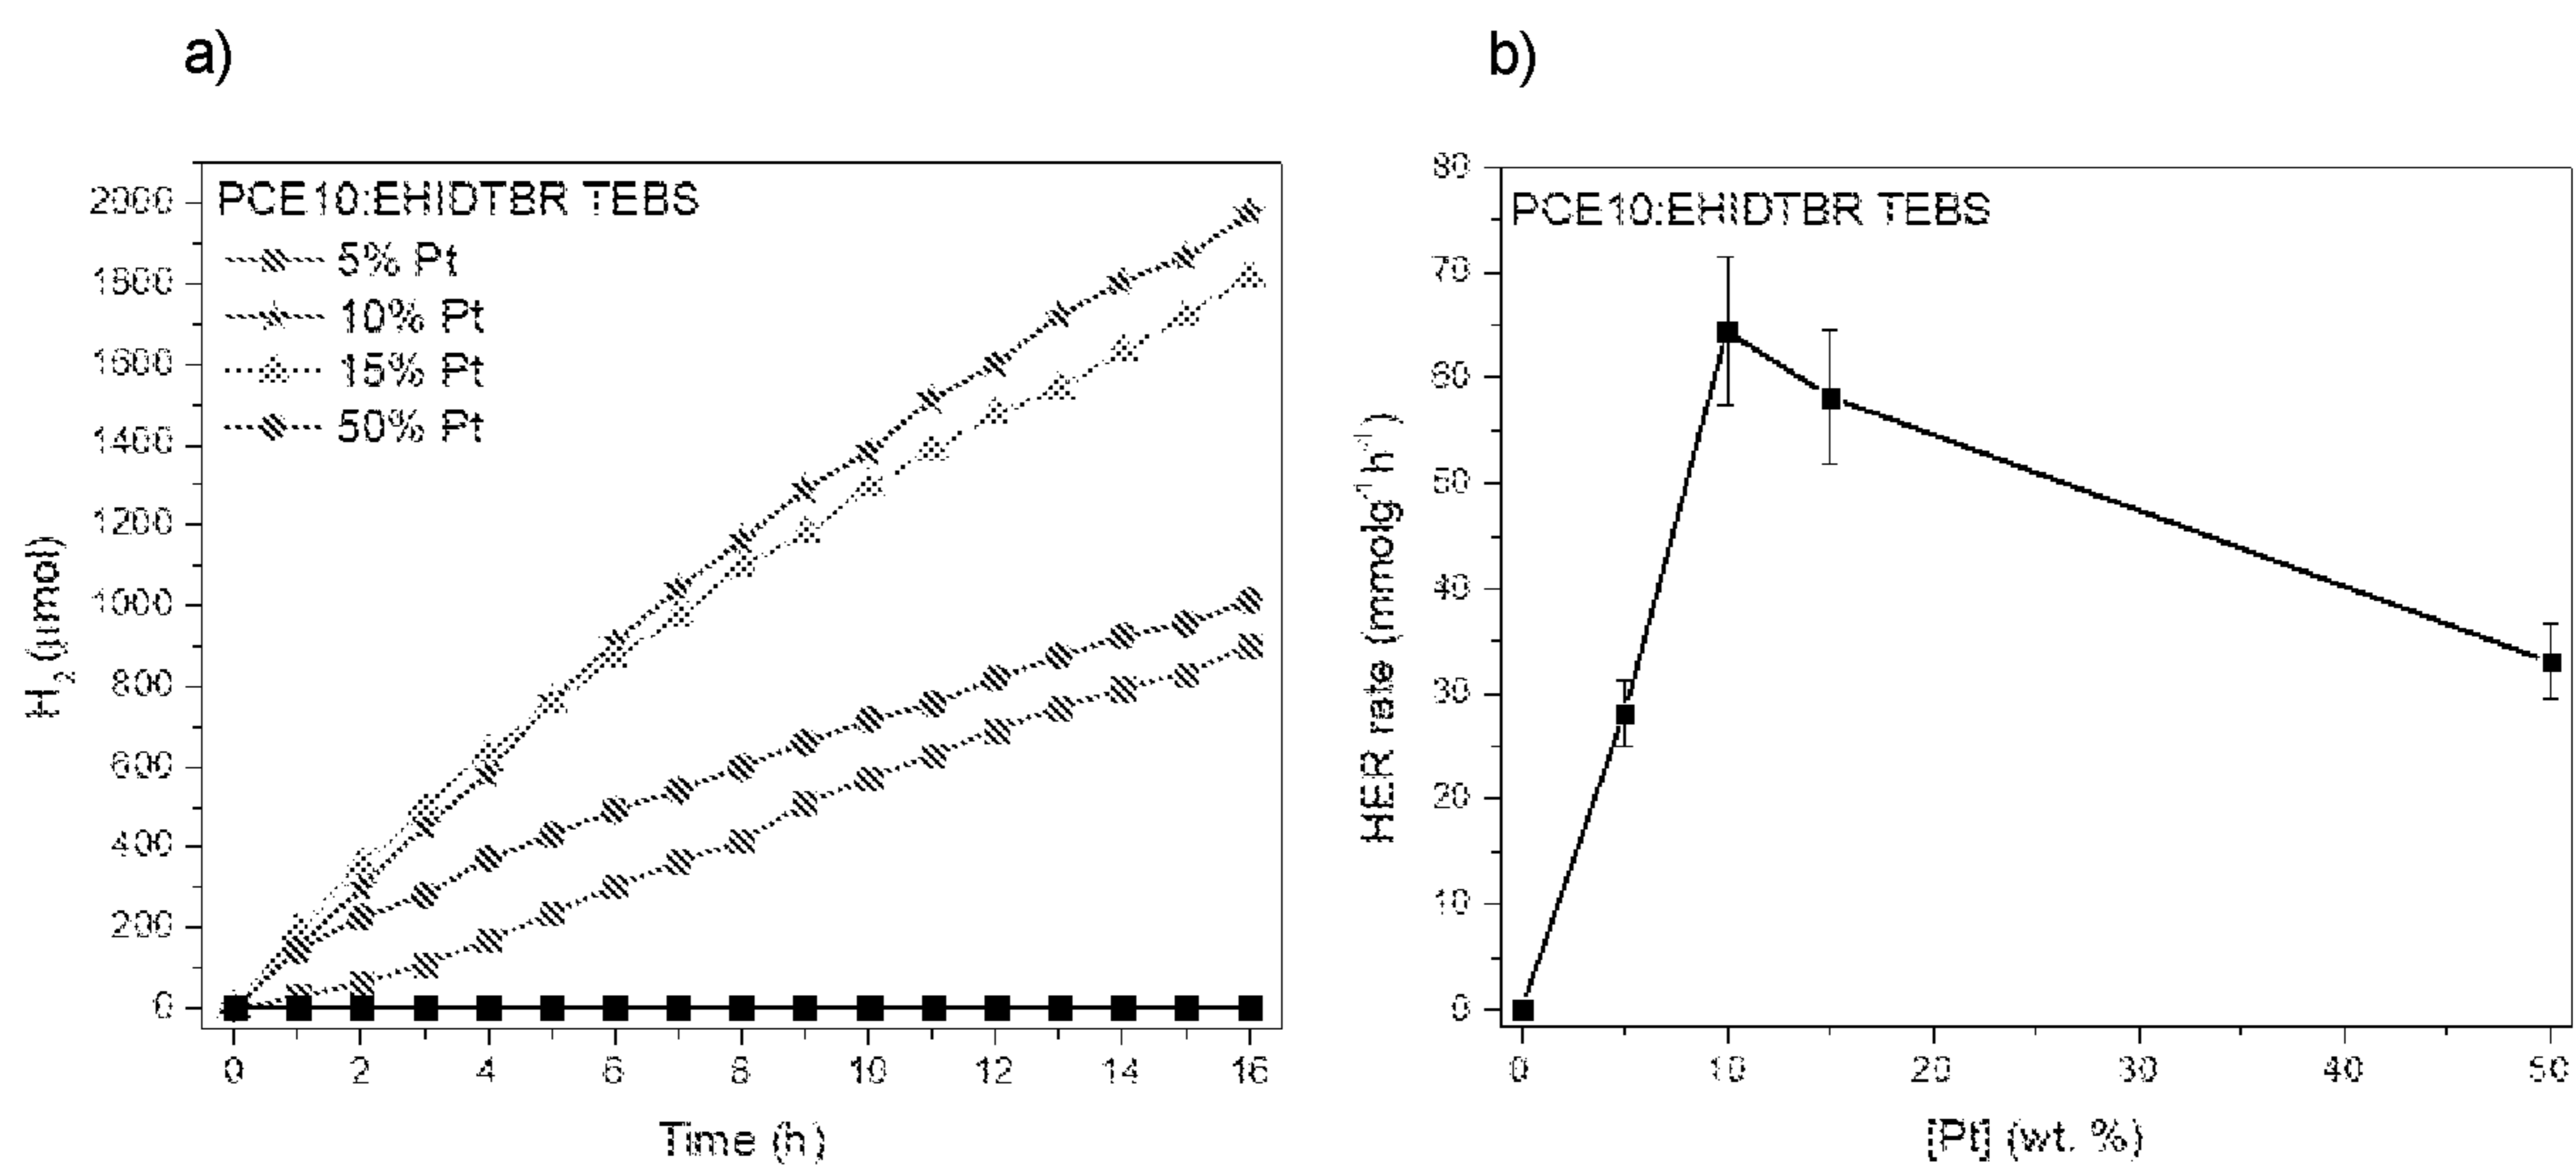 a)
PCE10:EHIDTBR TEBS
5% Pt
10% Pt
15% Pt
50% Pt
H2 (µmol)
2000
1800
1600
1400
1200
1000
800
600
400
200
0
0 2 4 6 8 10 12 14 16
Time (h)
b)
PCE10:EHIDTBR TEBS
HER rate (mmolg-1h-1)
80
70
60
50
40
30
20
10
0
0 10 20 30 40 50
[Pt] (wt. %)